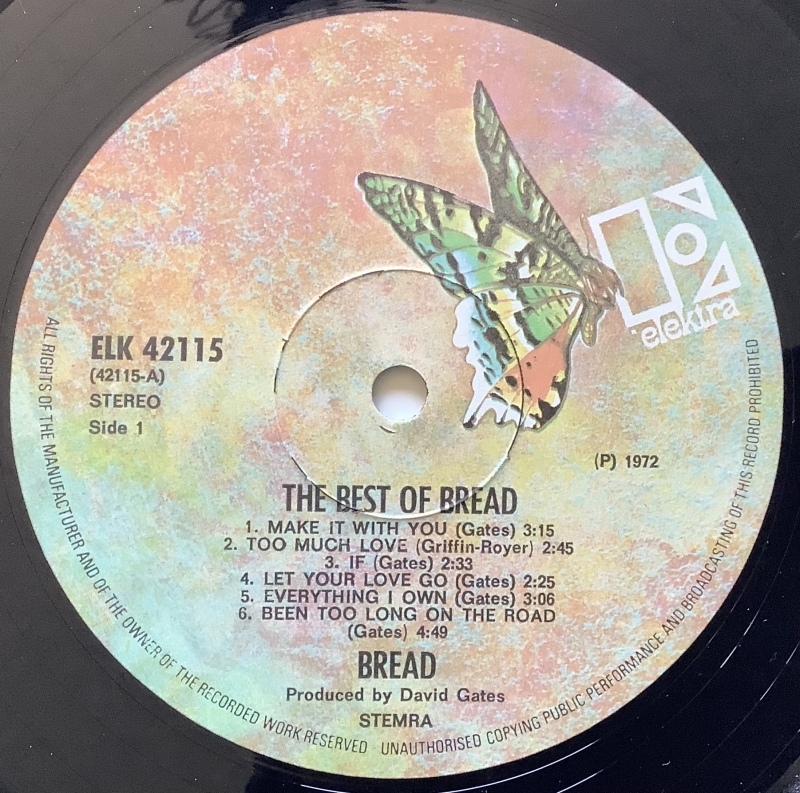 elektra
ELK 42115
(42115-A)
STEREO
Side 1
(P) 1972
THE BEST OF BREAD
1. MAKE IT WITH YOU (Gates) 3:15
2. TOO MUCH LOVE (Griffin-Royer) 2:45
3. IF (Gates) 2:33
4. LET YOUR LOVE GO (Gates) 2:25
5. EVERYTHING I OWN (Gates) 3:06
6. BEEN TOO LONG ON THE ROAD
(Gates) 4:49
BREAD
Produced by David Gates
STEMRA
ALL RIGHTS OF THE MANUFACTURER AND OF THE OWNER OF THE RECORDED WORK RESERVED UNAUTHORISED COPYING PUBLIC PERFORMANCE AND BROADCASTING OF THIS RECORD PROHIBITED